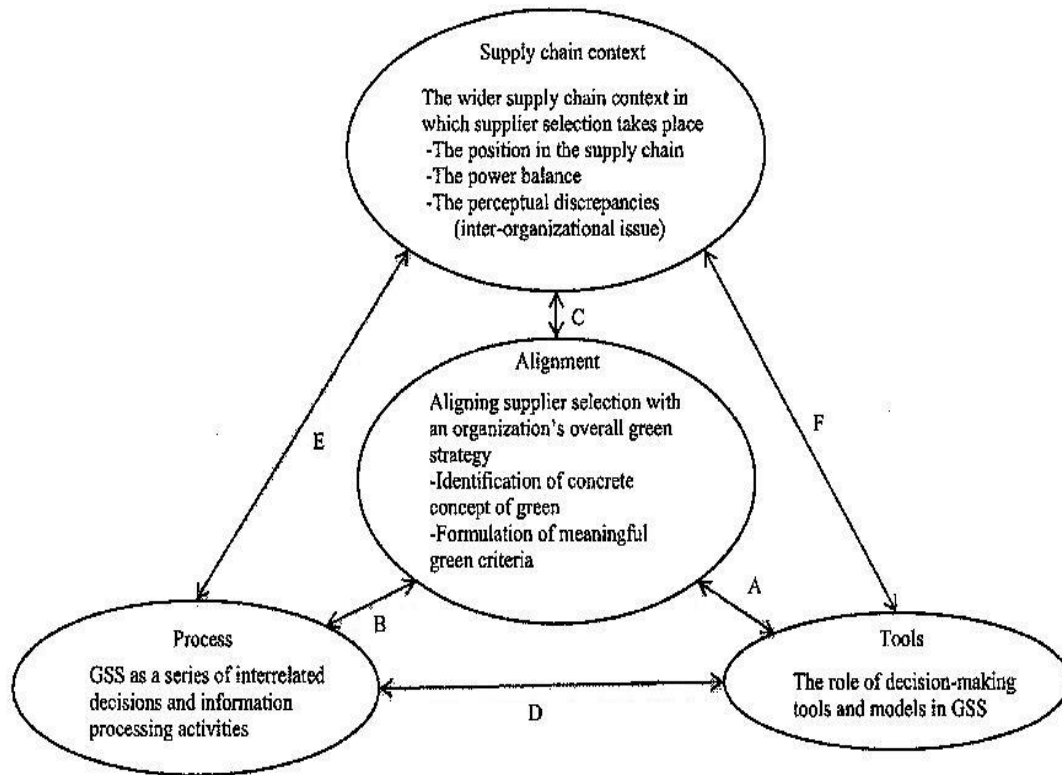 Supply chain context
The wider supply chain context in
which supplier selection takes place
-The position in the supply chain
-The power balance
-The perceptual discrepancies
(inter-organizational issue)
C
Alignment
Aligning supplier selection with
an organization's overall green
strategy
-Identification of concrete
concept of green
-Formulation of meaningful
green criteria
E
F
A
B
Process
GSS as a series of interrelated
decisions and information
processing activities
D
Tools
The role of decision-making
tools and models in GSS